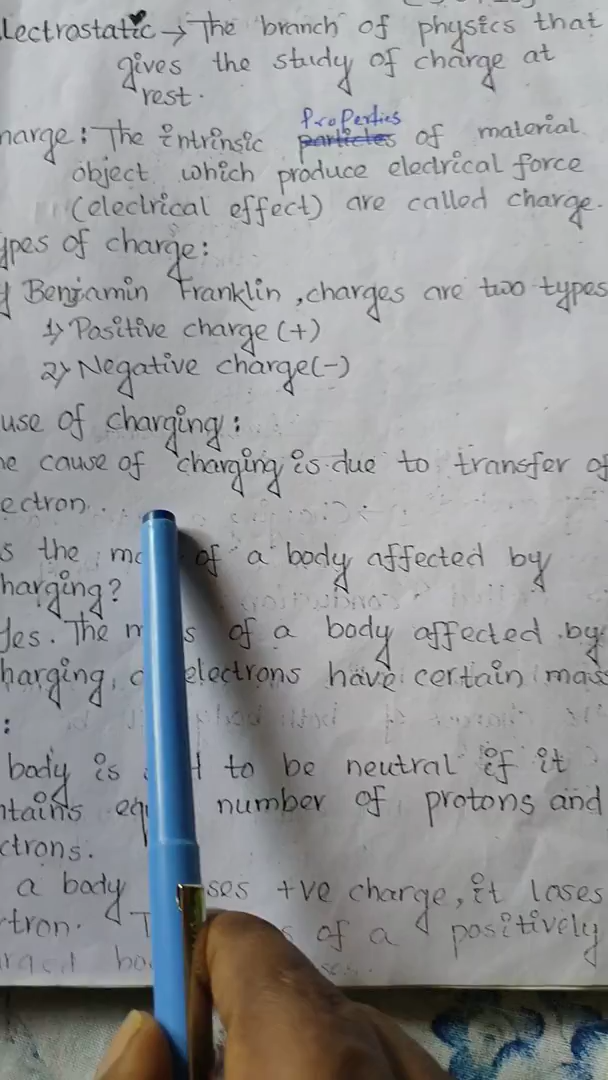 lectrostatic → The branch of physics that
gives the study of charge at
rest.
Properties
harge: The intrinsic particles of material
object which produce electrical force
(electrical effect) are called charge.
ypes of charge:
y Benjamin Franklin, charges are two types
1) Positive charge (+)
2) Negative charge (-)
use of charging:
he cause of charging is due to transfer of
ectron.
s the of a body affected by
harging?
Yes. The of a body affected by
harging, electrons have certain mass
:
body is to be neutral if it
ntains number of protons and
ctrons.
a body +ve charge, it loses
ctron. of a positively